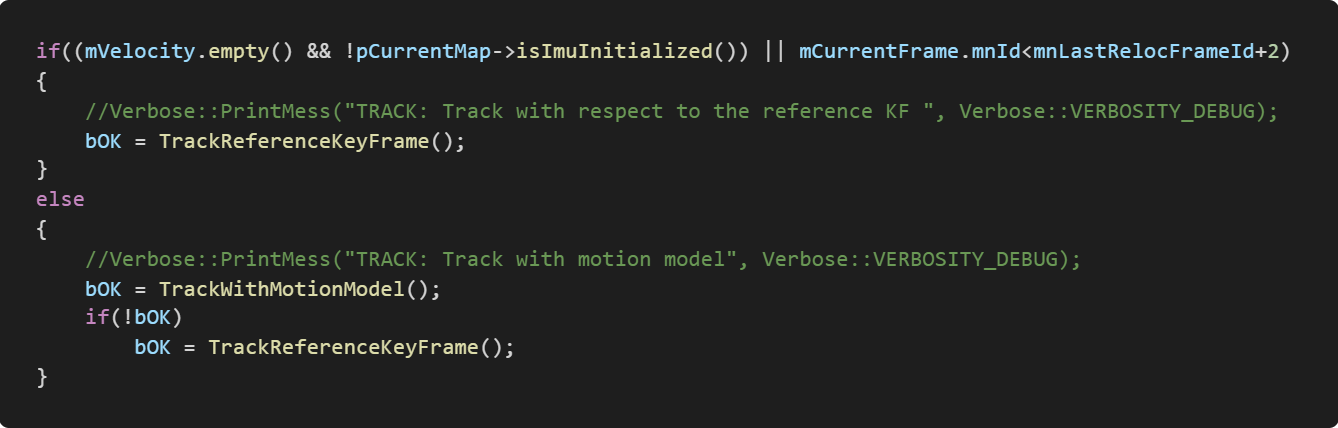 if((mVelocity.empty() && !pCurrentMap->isImuInitialized()) || mCurrentFrame.mnId<mnLastRelocFrameId+2)
{
    //Verbose::PrintMess("TRACK: Track with respect to the reference KF ", Verbose::VERBOSITY_DEBUG);
    bOK = TrackReferenceKeyFrame();
}
else
{
    //Verbose::PrintMess("TRACK: Track with motion model", Verbose::VERBOSITY_DEBUG);
    bOK = TrackWithMotionModel();
    if(!bOK)
        bOK = TrackReferenceKeyFrame();
}